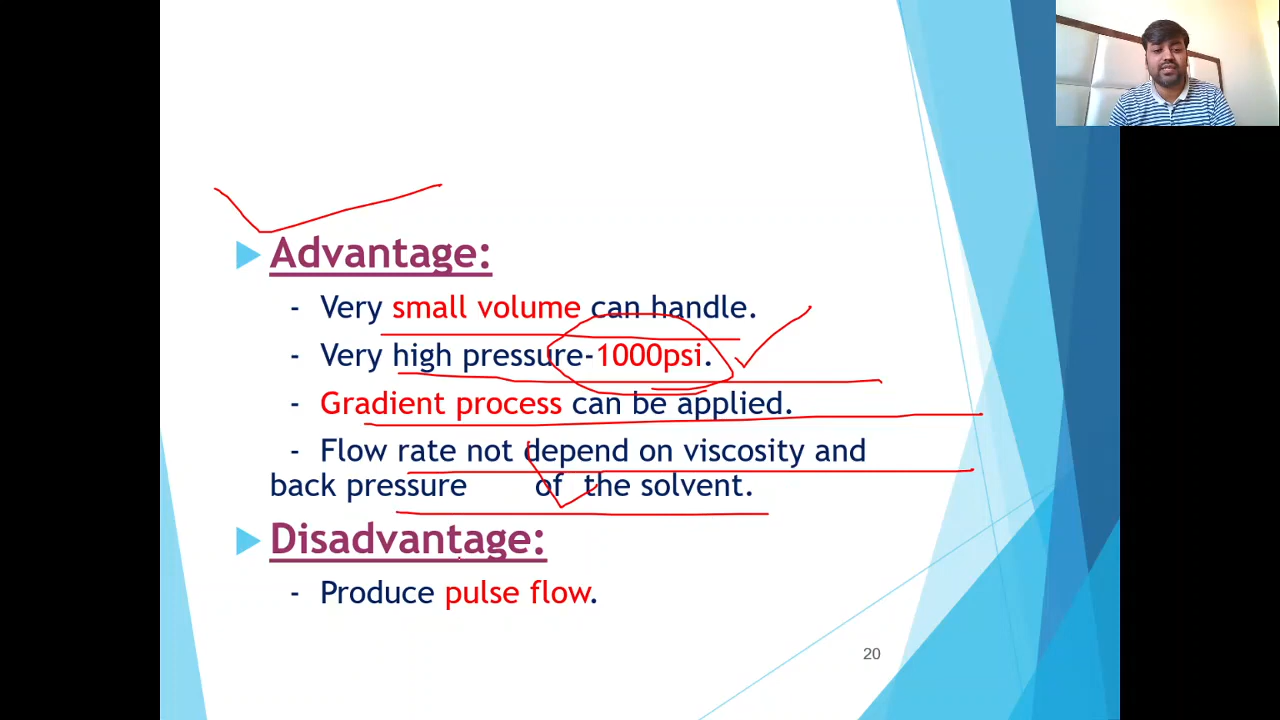 Advantage:
- Very small volume can handle.
- Very high pressure-1000psi.
- Gradient process can be applied.
- Flow rate not depend on viscosity and
back pressure of the solvent.
Disadvantage:
- Produce pulse flow.
20